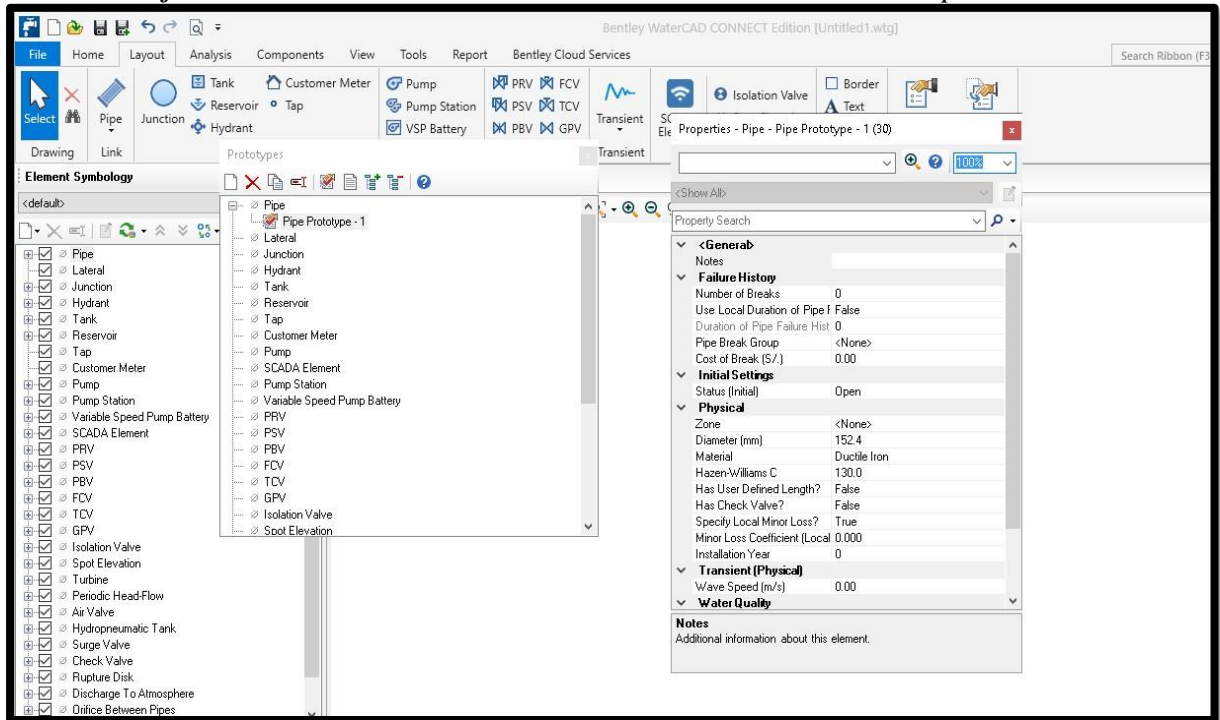 Bentley WaterCAD CONNECT Edition [Untitled1.wtg]
File Home Layout Analysis Components View Tools Report Bentley Cloud Services
Search Ribbon (F3
Select Pipe Junction
Tank Customer Meter
Reservoir Tap
Hydrant
Pump
Pump Station
VSP Battery
PRV FCV
PSV TCV
PBV GPV
Transient
Isolation Valve
Border
A Text
Drawing Link Transient
Element Symbology
<default>
Pipe
Lateral
Junction
Hydrant
Tank
Reservoir
Tap
Customer Meter
Pump
Pump Station
Variable Speed Pump Battery
SCADA Element
PRV
PSV
PBV
FCV
TCV
GPV
Isolation Valve
Spot Elevation
Turbine
Periodic Head-Flow
Air Valve
Hydropneumatic Tank
Surge Valve
Check Valve
Rupture Disk
Discharge To Atmosphere
Orifice Between Pipes
Prototypes
Pipe
Pipe Prototype - 1
Lateral
Junction
Hydrant
Tank
Reservoir
Tap
Customer Meter
Pump
SCADA Element
Pump Station
Variable Speed Pump Battery
PRV
PSV
PBV
FCV
TCV
GPV
Isolation Valve
Spot Elevation
Properties - Pipe - Pipe Prototype - 1 (30)
100%
<Show All>
Property Search
<General>
Notes
Failure History
Number of Breaks 0
Use Local Duration of Pipe F False
Duration of Pipe Failure Hist 0
Pipe Break Group <None>
Cost of Break (S/.) 0.00
Initial Settings
Status (Initial) Open
Physical
Zone <None>
Diameter (mm) 152.4
Material Ductile Iron
Hazen-Williams C 130.0
Has User Defined Length? False
Has Check Valve? False
Specify Local Minor Loss? True
Minor Loss Coefficient (Local 0.000
Installation Year 0
Transient (Physical)
Wave Speed (m/s) 0.00
Water Quality
Notes
Additional information about this element.